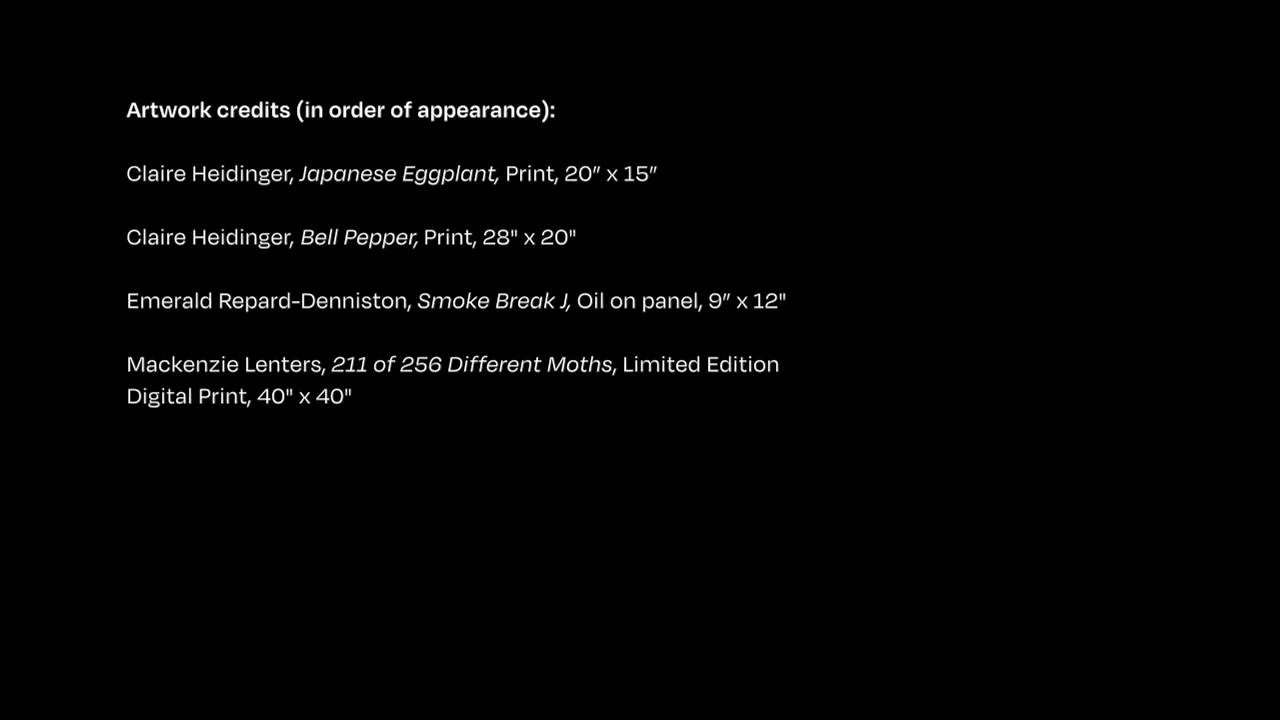 Artwork credits (in order of appearance):
Claire Heidinger, Japanese Eggplant, Print, 20” x 15”
Claire Heidinger, Bell Pepper, Print, 28" x 20"
Emerald Repard-Denniston, Smoke Break J, Oil on panel, 9” x 12"
Mackenzie Lenters, 211 of 256 Different Moths, Limited Edition
Digital Print, 40" x 40"